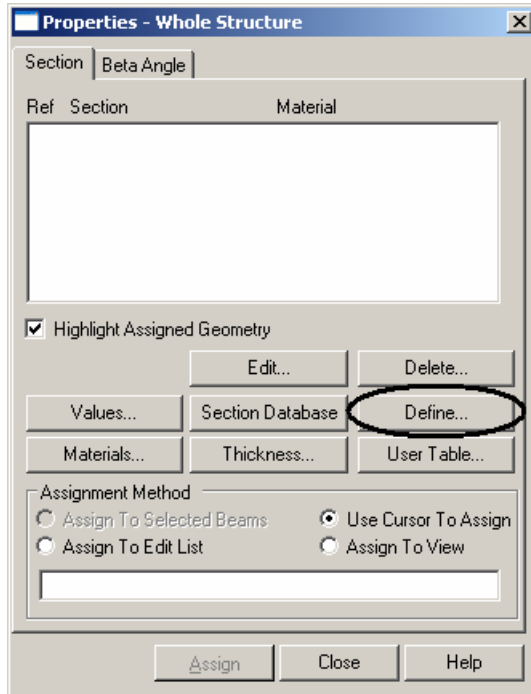 Properties - Whole Structure
Section Beta Angle
Ref Section Material
Highlight Assigned Geometry
Edit... Delete...
Values... Section Database Define...
Materials... Thickness... User Table...
Assignment Method
Assign To Selected Beams Use Cursor To Assign
Assign To Edit List Assign To View
Assign Close Help